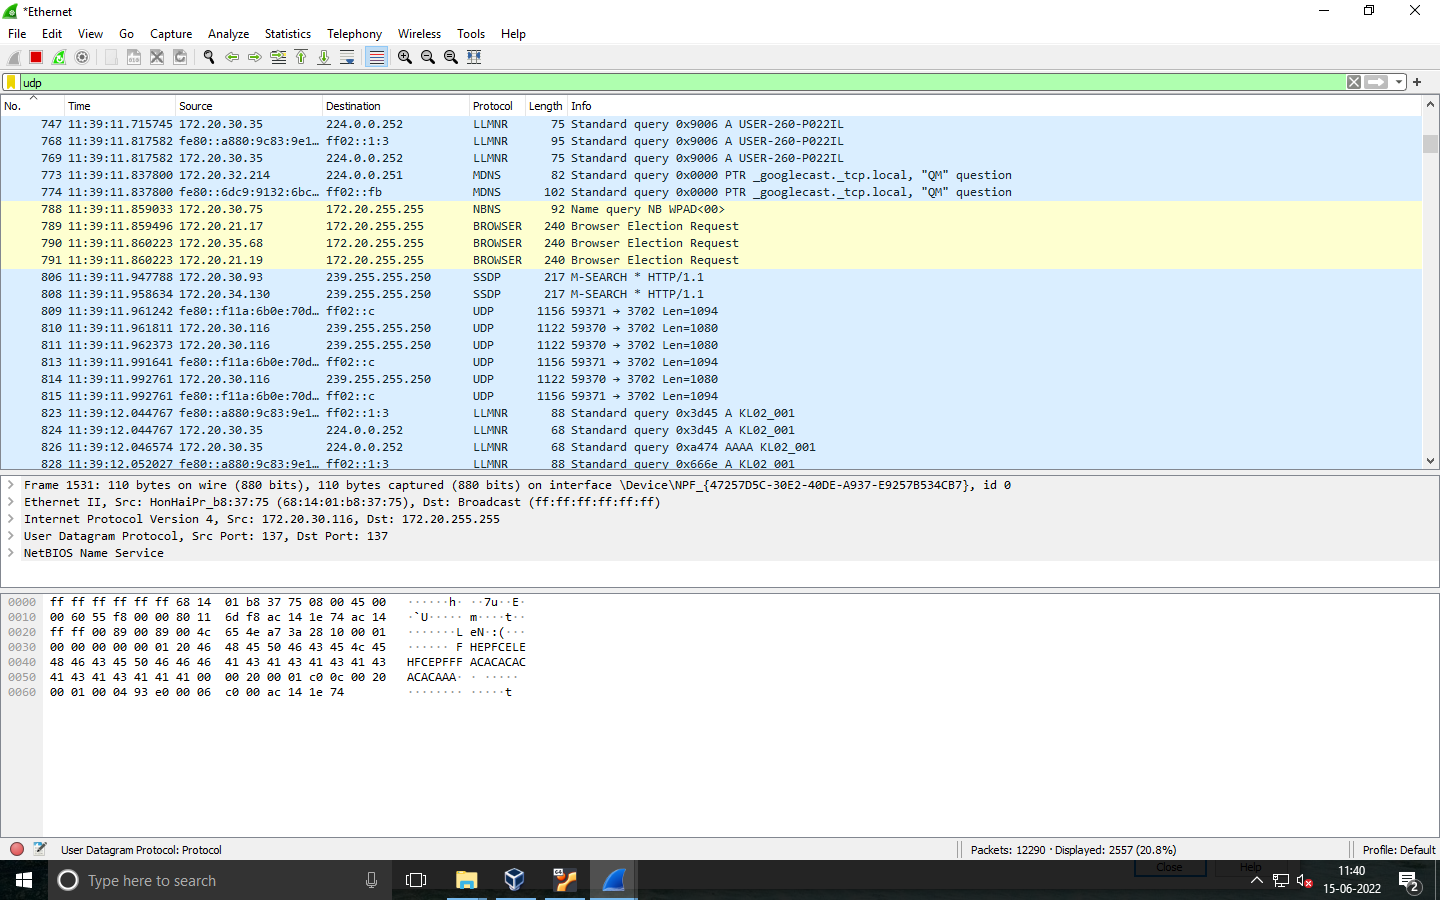 *Ethernet
File Edit View Go Capture Analyze Statistics Telephony Wireless Tools Help
udp
No. Time Source Destination Protocol Length Info
747 11:39:11.715745 172.20.30.35 224.0.0.252 LLMNR 75 Standard query 0x9006 A USER-260-P022IL
768 11:39:11.817582 fe80::a880:9c83:9e1… ff02::1:3 LLMNR 95 Standard query 0x9006 A USER-260-P022IL
769 11:39:11.817582 172.20.30.35 224.0.0.252 LLMNR 75 Standard query 0x9006 A USER-260-P022IL
773 11:39:11.837800 172.20.32.214 224.0.0.251 MDNS 82 Standard query 0x0000 PTR _googlecast._tcp.local, "QM" question
774 11:39:11.837800 fe80::6dc9:9132:6bc… ff02::fb MDNS 102 Standard query 0x0000 PTR _googlecast._tcp.local, "QM" question
788 11:39:11.859033 172.20.30.75 172.20.255.255 NBNS 92 Name query NB WPAD<00>
789 11:39:11.859496 172.20.21.17 172.20.255.255 BROWSER 240 Browser Election Request
790 11:39:11.860223 172.20.35.68 172.20.255.255 BROWSER 240 Browser Election Request
791 11:39:11.860223 172.20.21.19 172.20.255.255 BROWSER 240 Browser Election Request
806 11:39:11.947788 172.20.30.93 239.255.255.250 SSDP 217 M-SEARCH * HTTP/1.1
808 11:39:11.958634 172.20.34.130 239.255.255.250 SSDP 217 M-SEARCH * HTTP/1.1
809 11:39:11.961242 fe80::f11a:6b0e:70d… ff02::c UDP 1156 59371 → 3702 Len=1094
810 11:39:11.961811 172.20.30.116 239.255.255.250 UDP 1122 59370 → 3702 Len=1080
811 11:39:11.962373 172.20.30.116 239.255.255.250 UDP 1122 59370 → 3702 Len=1080
813 11:39:11.991641 fe80::f11a:6b0e:70d… ff02::c UDP 1156 59371 → 3702 Len=1094
814 11:39:11.992761 172.20.30.116 239.255.255.250 UDP 1122 59370 → 3702 Len=1080
815 11:39:11.992761 fe80::f11a:6b0e:70d… ff02::c UDP 1156 59371 → 3702 Len=1094
823 11:39:12.044767 fe80::a880:9c83:9e1… ff02::1:3 LLMNR 88 Standard query 0x3d45 A KL02_001
824 11:39:12.044767 172.20.30.35 224.0.0.252 LLMNR 68 Standard query 0x3d45 A KL02_001
826 11:39:12.046574 172.20.30.35 224.0.0.252 LLMNR 68 Standard query 0xa474 AAAA KL02_001
828 11:39:12.052027 fe80::a880:9c83:9e1… ff02::1:3 LLMNR 88 Standard query 0x666e A KL02_001
Frame 1531: 110 bytes on wire (880 bits), 110 bytes captured (880 bits) on interface \Device\NPF_{47257D5C-30E2-40DE-A937-E9257B534CB7}, id 0
Ethernet II, Src: HonHaiPr_b8:37:75 (68:14:01:b8:37:75), Dst: Broadcast (ff:ff:ff:ff:ff:ff)
Internet Protocol Version 4, Src: 172.20.30.116, Dst: 172.20.255.255
User Datagram Protocol, Src Port: 137, Dst Port: 137
NetBIOS Name Service
0000 ff ff ff ff ff ff 68 14 01 b8 37 75 08 00 45 00 ······h· ··7u··E·
0010 00 60 55 f8 00 00 80 11 6d f8 ac 14 1e 74 ac 14 ·`U····· m····t··
0020 ff ff 00 89 00 89 00 4c 65 4e a7 3a 28 10 00 01 ·······L eN·:(···
0030 00 00 00 00 00 01 20 46 48 45 50 46 43 45 4c 45 ······ F HEPFCELE
0040 48 46 43 45 50 46 46 46 41 43 41 43 41 43 41 43 HFCEPFFF ACACACAC
0050 41 43 41 43 41 41 41 00 00 20 00 01 c0 0c 00 20 ACACAAA· · ·····
0060 00 01 00 04 93 e0 00 06 c0 00 ac 14 1e 74 ········ ·····t
User Datagram Protocol: Protocol
Packets: 12290 · Displayed: 2557 (20.8%)
Profile: Default
Close Help
Type here to search
11:40
15-06-2022
2